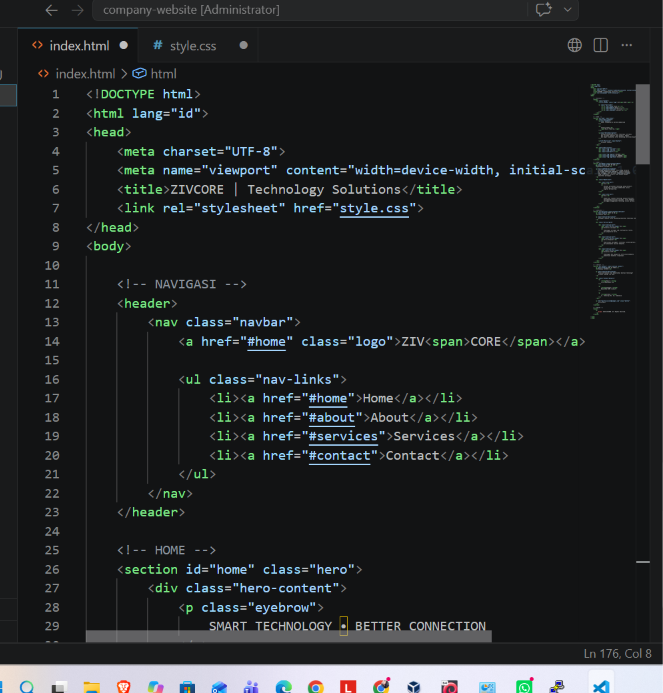 company-website [Administrator]
index.html
# style.css
index.html > html
1 <!DOCTYPE html>
2 <html lang="id">
3 <head>
4 <meta charset="UTF-8">
5 <meta name="viewport" content="width=device-width, initial-sc
6 <title>ZIVCORE | Technology Solutions</title>
7 <link rel="stylesheet" href="style.css">
8 </head>
9 <body>
10
11 <!-- NAVIGASI -->
12 <header>
13 <nav class="navbar">
14 <a href="#home" class="logo">ZIV<span>CORE</span></a>
15
16 <ul class="nav-links">
17 <li><a href="#home">Home</a></li>
18 <li><a href="#about">About</a></li>
19 <li><a href="#services">Services</a></li>
20 <li><a href="#contact">Contact</a></li>
21 </ul>
22 </nav>
23 </header>
24
25 <!-- HOME -->
26 <section id="home" class="hero">
27 <div class="hero-content">
28 <p class="eyebrow">
29 SMART TECHNOLOGY • BETTER CONNECTION
Ln 176, Col 8